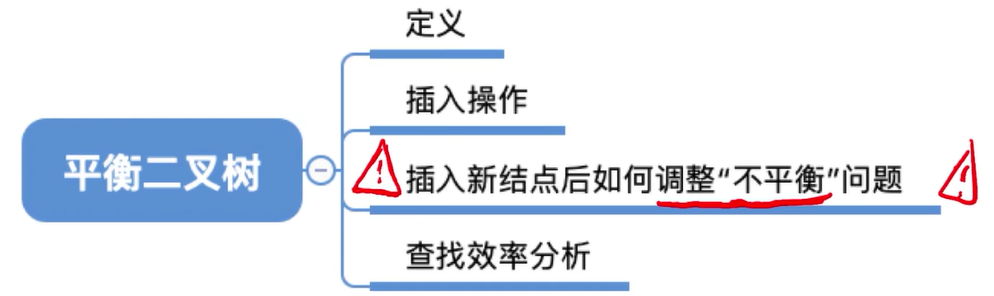 定义
插入操作
平衡二叉树
插入新结点后如何调整“不平衡”问题
查找效率分析